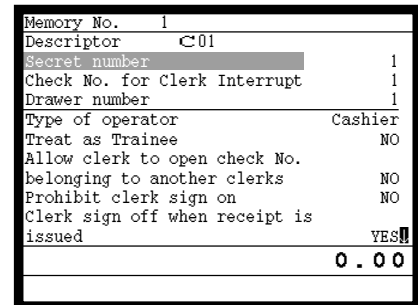 Memory No. 1
Descriptor C01
Secret number 1
Check No. for Clerk Interrupt 1
Drawer number 1
Type of operator Cashier
Treat as Trainee NO
Allow clerk to open check No.
belonging to another clerks NO
Prohibit clerk sign on NO
Clerk sign off when receipt is
issued YES
0.00